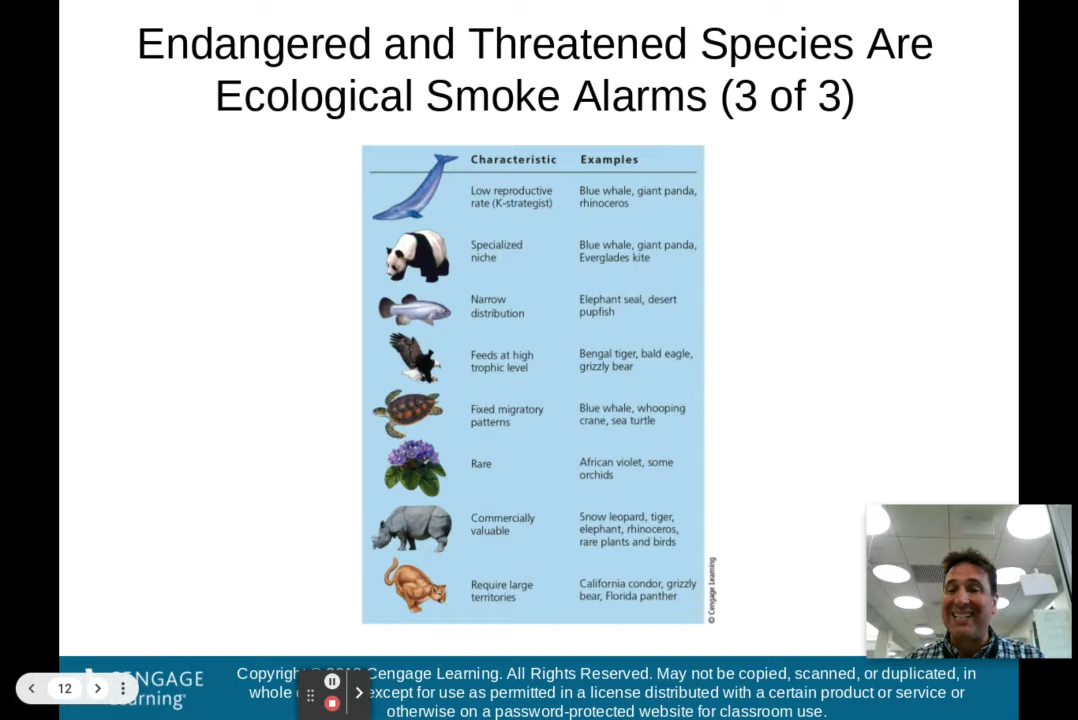 Endangered and Threatened Species Are
Ecological Smoke Alarms (3 of 3)
Characteristic Examples
Low reproductive
rate (K-strategist)
Blue whale, giant panda,
rhinoceros
Specialized
niche
Blue whale, giant panda,
Everglades kite
Narrow
distribution
Elephant seal, desert
pupfish
Feeds at high
trophic level
Bengal tiger, bald eagle,
grizzly bear
Fixed migratory
patterns
Blue whale, whooping
crane, sea turtle
Rare
African violet, some
orchids
Commercially
valuable
Snow leopard, tiger,
elephant, rhinoceros,
rare plants and birds
Require large
territories
California condor, grizzly
bear, Florida panther
© Cengage Learning
CENGAGE
Learning®
Cengage Learning. All Rights Reserved. May not be copied, scanned, or duplicated, in
whole except for use as permitted in a license distributed with a certain product or service or
otherwise on a password-protected website for classroom use.
12